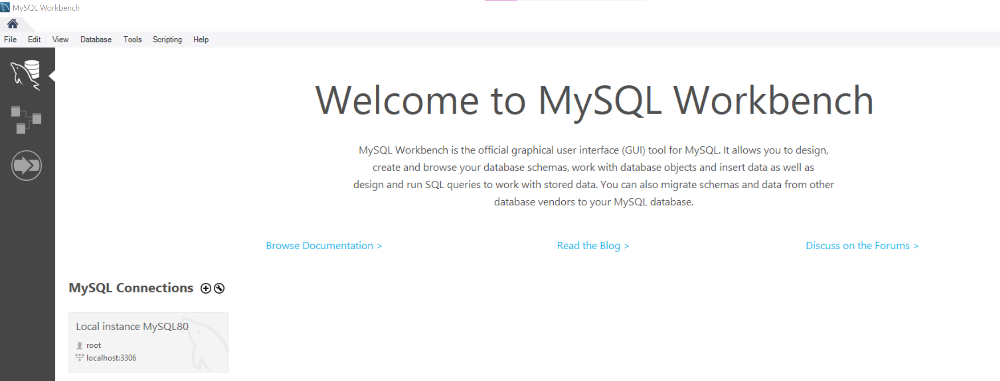 MySQL Workbench
File Edit View Database Tools Scripting Help
Welcome to MySQL Workbench
MySQL Workbench is the official graphical user interface (GUI) tool for MySQL. It allows you to design,
create and browse your database schemas, work with database objects and insert data as well as
design and run SQL queries to work with stored data. You can also migrate schemas and data from other
database vendors to your MySQL database.
Browse Documentation > Read the Blog > Discuss on the Forums >
MySQL Connections
Local instance MySQL80
root
localhost:3306